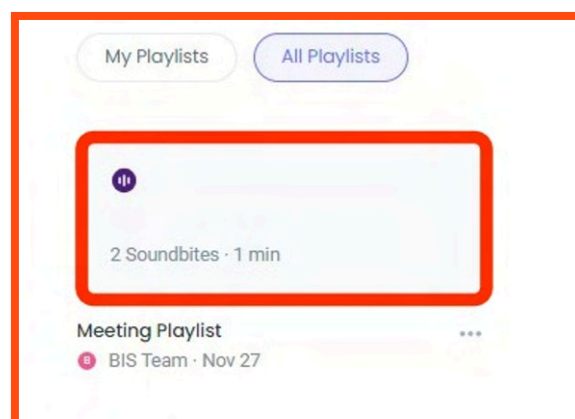 My Playlists
All Playlists
2 Soundbites · 1 min
Meeting Playlist
B
BIS Team · Nov 27